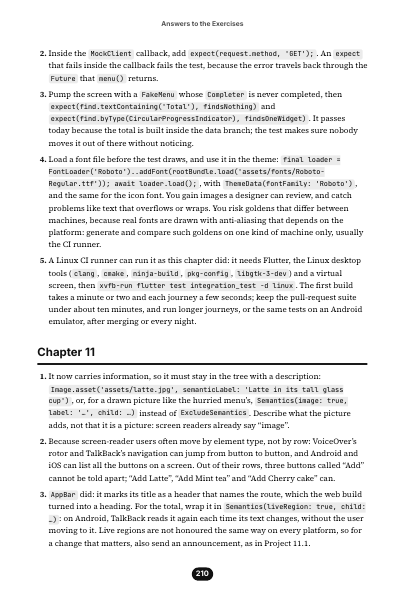 Answers to the Exercises
2. Inside the MockClient callback, add expect(request.method, 'GET');. An expect
that fails inside the callback fails the test, because the error travels back through the
Future that menu() returns.
3. Pump the screen with a FakeMenu whose Completer is never completed, then
expect(find.textContaining('Total'), findsNothing) and
expect(find.byType(CircularProgressIndicator), findsOneWidget). It passes
today because the total is built inside the data branch; the test makes sure nobody
moves it out of there without noticing.
4. Load a font file before the test draws, and use it in the theme: final loader =
FontLoader('Roboto')..addFont(rootBundle.load('assets/fonts/Roboto-
Regular.ttf')); await loader.load();, with ThemeData(fontFamily: 'Roboto'),
and the same for the icon font. You gain images a designer can review, and catch
problems like text that overflows or wraps. You risk goldens that differ between
machines, because real fonts are drawn with anti-aliasing that depends on the
platform: generate and compare such goldens on one kind of machine only, usually
the CI runner.
5. A Linux CI runner can run it as this chapter did: it needs Flutter, the Linux desktop
tools (clang, cmake, ninja-build, pkg-config, libgtk-3-dev) and a virtual
screen, then xvfb-run flutter test integration_test -d linux. The first build
takes a minute or two and each journey a few seconds; keep the pull-request suite
under about ten minutes, and run longer journeys, or the same tests on an Android
emulator, after merging or every night.
Chapter 11
1. It now carries information, so it must stay in the tree with a description:
Image.asset('assets/latte.jpg', semanticLabel: 'Latte in its tall glass
cup'), or, for a drawn picture like the hurried menu's, Semantics(image: true,
label: '…', child: …) instead of ExcludeSemantics. Describe what the picture
adds, not that it is a picture: screen readers already say “image”.
2. Because screen-reader users often move by element type, not by row: VoiceOver's
rotor and TalkBack's navigation can jump from button to button, and Android and
iOS can list all the buttons on a screen. Out of their rows, three buttons called “Add”
cannot be told apart; “Add Latte”, “Add Mint tea” and “Add Cherry cake” can.
3. AppBar did: it marks its title as a header that names the route, which the web build
turned into a heading. For the total, wrap it in Semantics(liveRegion: true, child:
…): on Android, TalkBack reads it again each time its text changes, without the user
moving to it. Live regions are not honoured the same way on every platform, so for
a change that matters, also send an announcement, as in Project 11.1.
210